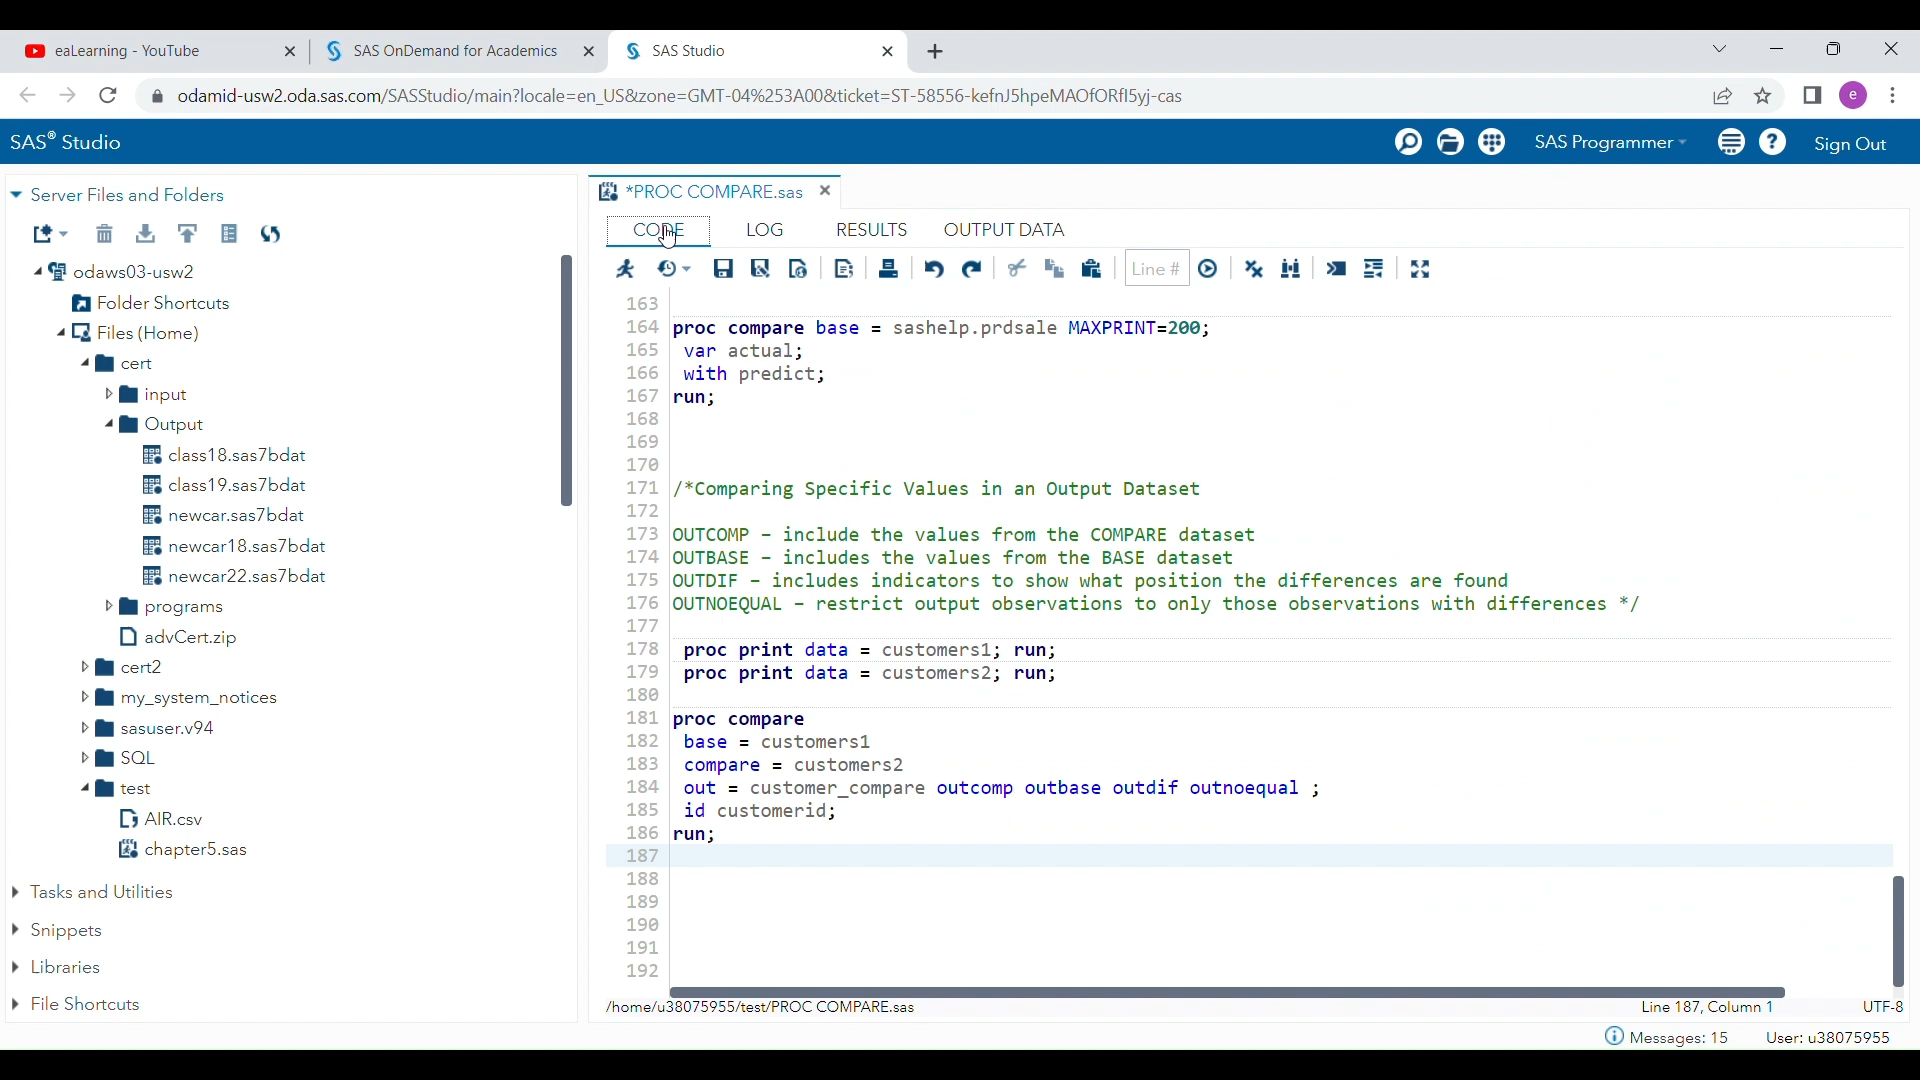 eaLearning - YouTube
SAS OnDemand for Academics
SAS Studio
odamid-usw2.oda.sas.com/SASStudio/main?locale=en_US&zone=GMT-04%253A00&ticket=ST-58556-kefnJ5hpeMAOfORfI5yj-cas
e
SAS® Studio
SAS Programmer
Sign Out
Server Files and Folders
odaws03-usw2
Folder Shortcuts
Files (Home)
cert
input
Output
class18.sas7bdat
class19.sas7bdat
newcar.sas7bdat
newcar18.sas7bdat
newcar22.sas7bdat
programs
advCert.zip
cert2
my_system_notices
sasuser.v94
SQL
test
AIR.csv
chapter5.sas
Tasks and Utilities
Snippets
Libraries
File Shortcuts
*PROC COMPARE.sas
CODE LOG RESULTS OUTPUT DATA
Line #
163
164 proc compare base = sashelp.prdsale MAXPRINT=200;
165 var actual;
166 with predict;
167 run;
168
169
170
171 /*Comparing Specific Values in an Output Dataset
172
173 OUTCOMP - include the values from the COMPARE dataset
174 OUTBASE - includes the values from the BASE dataset
175 OUTDIF - includes indicators to show what position the differences are found
176 OUTNOEQUAL - restrict output observations to only those observations with differences */
177
178 proc print data = customers1; run;
179 proc print data = customers2; run;
180
181 proc compare
182 base = customers1
183 compare = customers2
184 out = customer_compare outcomp outbase outdif outnoequal ;
185 id customerid;
186 run;
187
188
189
190
191
192
/home/u38075955/test/PROC COMPARE.sas
Line 187, Column 1
UTF-8
Messages: 15
User: u38075955